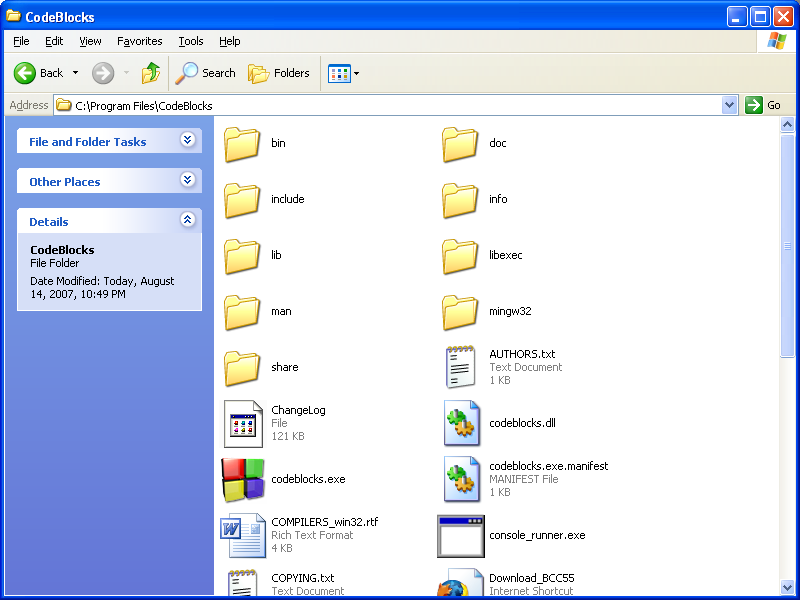 CodeBlocks
File Edit View Favorites Tools Help
Back Search Folders
Address C:\Program Files\CodeBlocks Go
File and Folder Tasks
Other Places
Details
CodeBlocks
File Folder
Date Modified: Today, August
14, 2007, 10:49 PM
bin
doc
include
info
lib
libexec
man
mingw32
share
AUTHORS.txt
Text Document
1 KB
ChangeLog
File
121 KB
codeblocks.dll
codeblocks.exe
codeblocks.exe.manifest
MANIFEST File
1 KB
COMPILERS_win32.rtf
Rich Text Format
4 KB
console_runner.exe
COPYING.txt
Text Document
Download_BCC55
Internet Shortcut